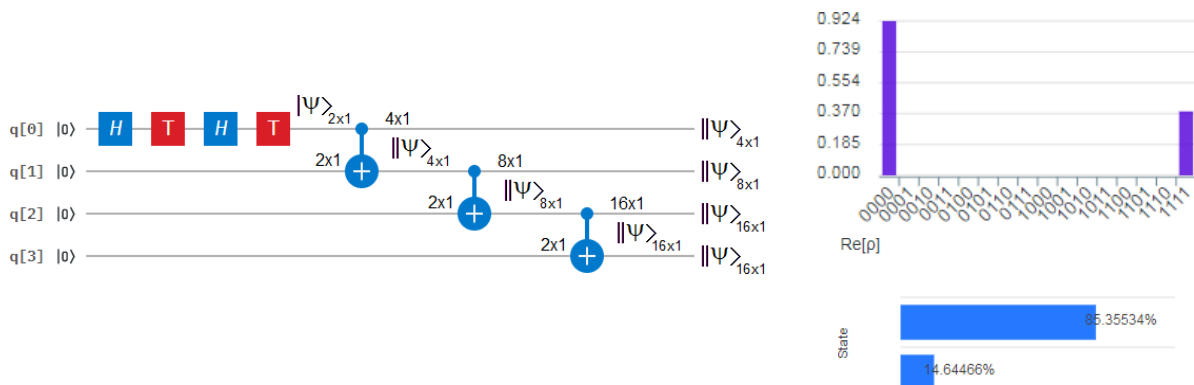 q[0] |0⟩ H T H T |Ψ⟩2x1 4x1 ‖Ψ⟩4x1
q[1] |0⟩ 2x1 ‖Ψ⟩4x1 8x1 ‖Ψ⟩8x1
q[2] |0⟩ 2x1 ‖Ψ⟩8x1 16x1 ‖Ψ⟩16x1
q[3] |0⟩ 2x1 ‖Ψ⟩16x1 ‖Ψ⟩16x1
0.924
0.739
0.554
0.370
0.185
0.000
0000 0001 0010 0011 0100 0101 0110 0111 1000 1001 1010 1011 1100 1101 1110 1111
Re[ρ]
State
85.35534%
14.64466%